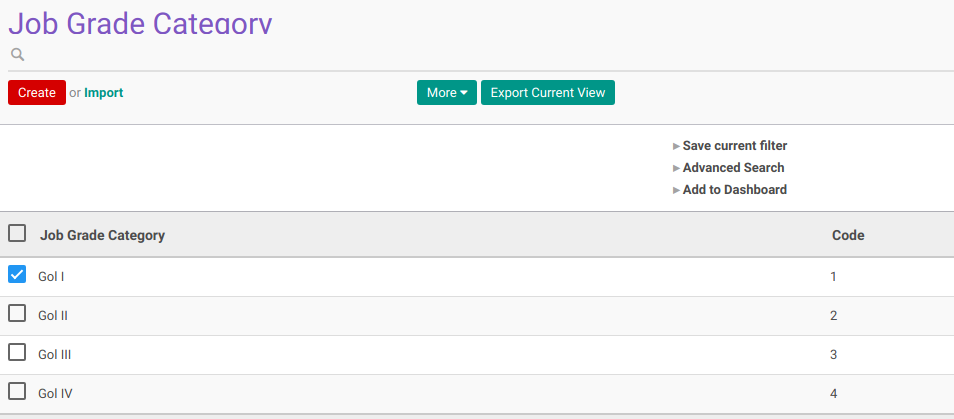 Job Grade Category
Create or Import
More Export Current View
Save current filter
Advanced Search
Add to Dashboard
Job Grade Category Code
Gol I 1
Gol II 2
Gol III 3
Gol IV 4